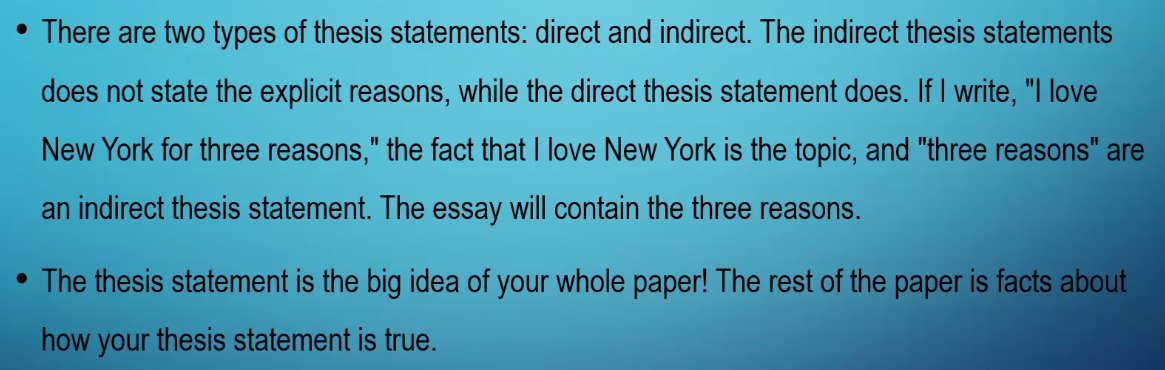 • There are two types of thesis statements: direct and indirect. The indirect thesis statements
does not state the explicit reasons, while the direct thesis statement does. If I write, "I love
New York for three reasons," the fact that I love New York is the topic, and "three reasons" are
an indirect thesis statement. The essay will contain the three reasons.
• The thesis statement is the big idea of your whole paper! The rest of the paper is facts about
how your thesis statement is true.